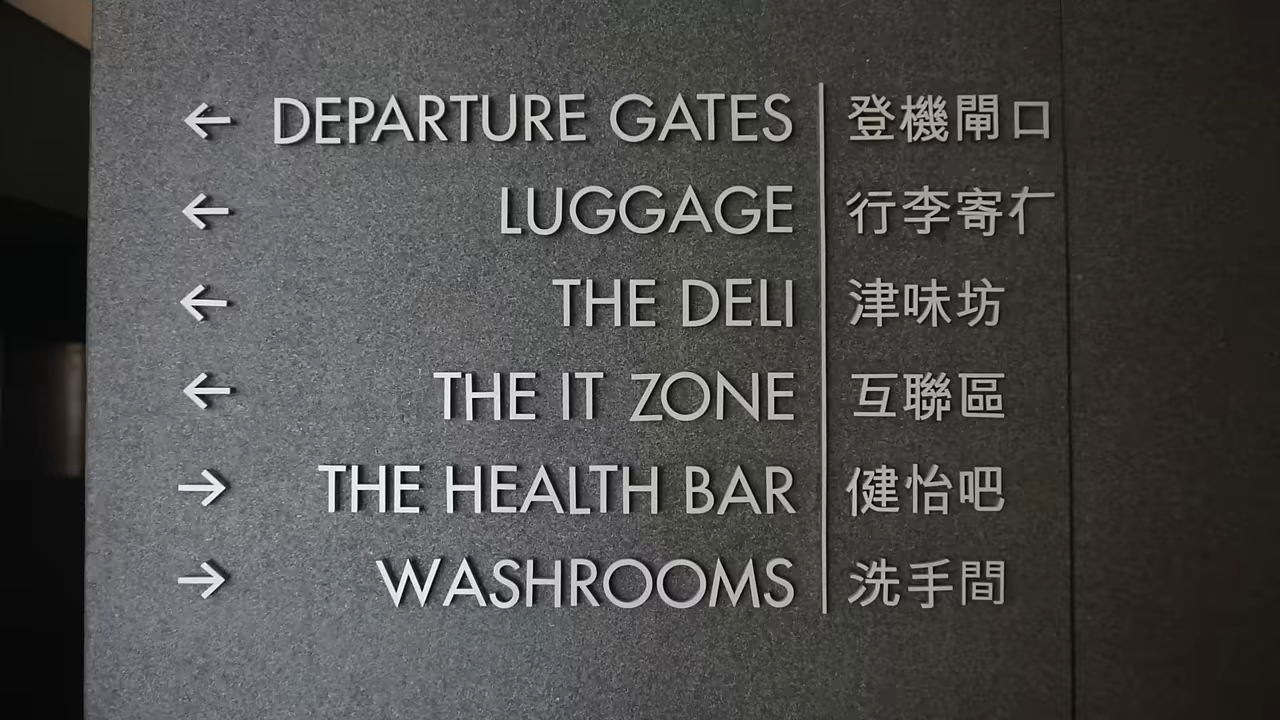 ← DEPARTURE GATES | 登機閘口
← LUGGAGE | 行李寄
← THE DELI | 津味坊
← THE IT ZONE | 互聯區
→ THE HEALTH BAR | 健怡吧
→ WASHROOMS | 洗手間